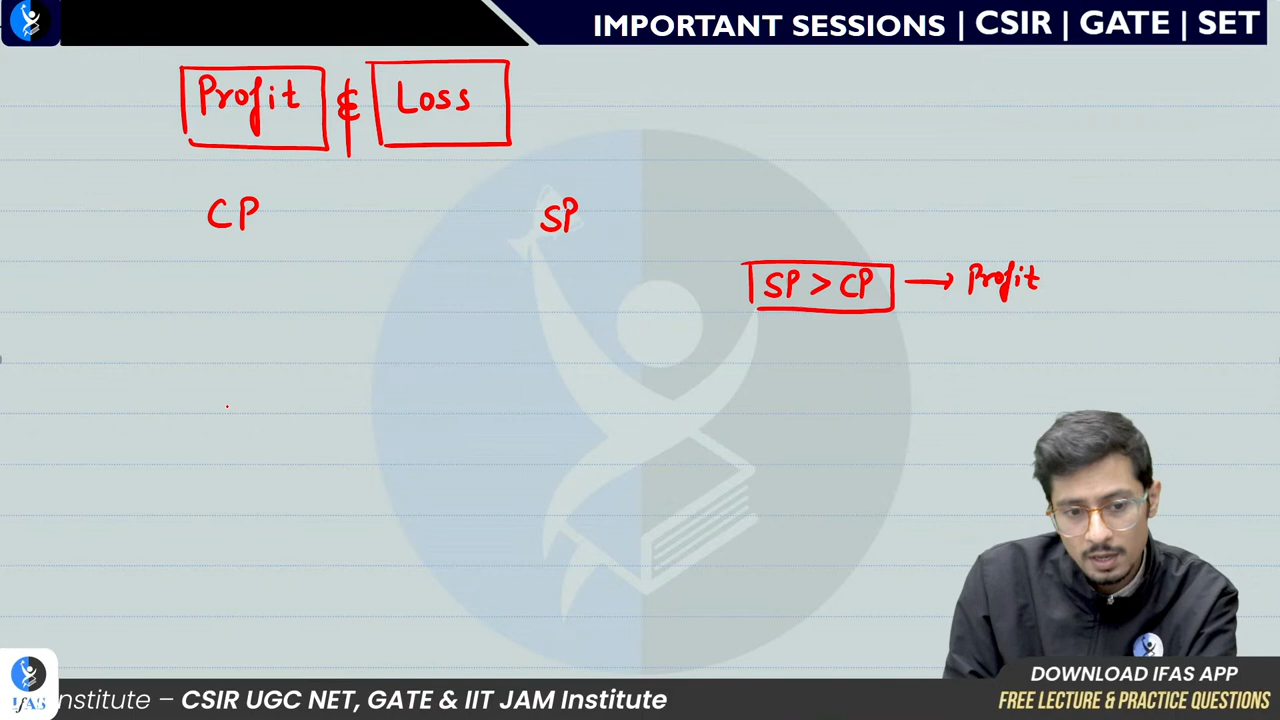 IMPORTANT SESSIONS | CSIR | GATE | SET
Profit & Loss
CP SP
SP > CP → Profit
DOWNLOAD IFAS APP
IFAS nstitute – CSIR UGC NET, GATE & IIT JAM Institute
FREE LECTURE & PRACTICE QUESTIONS